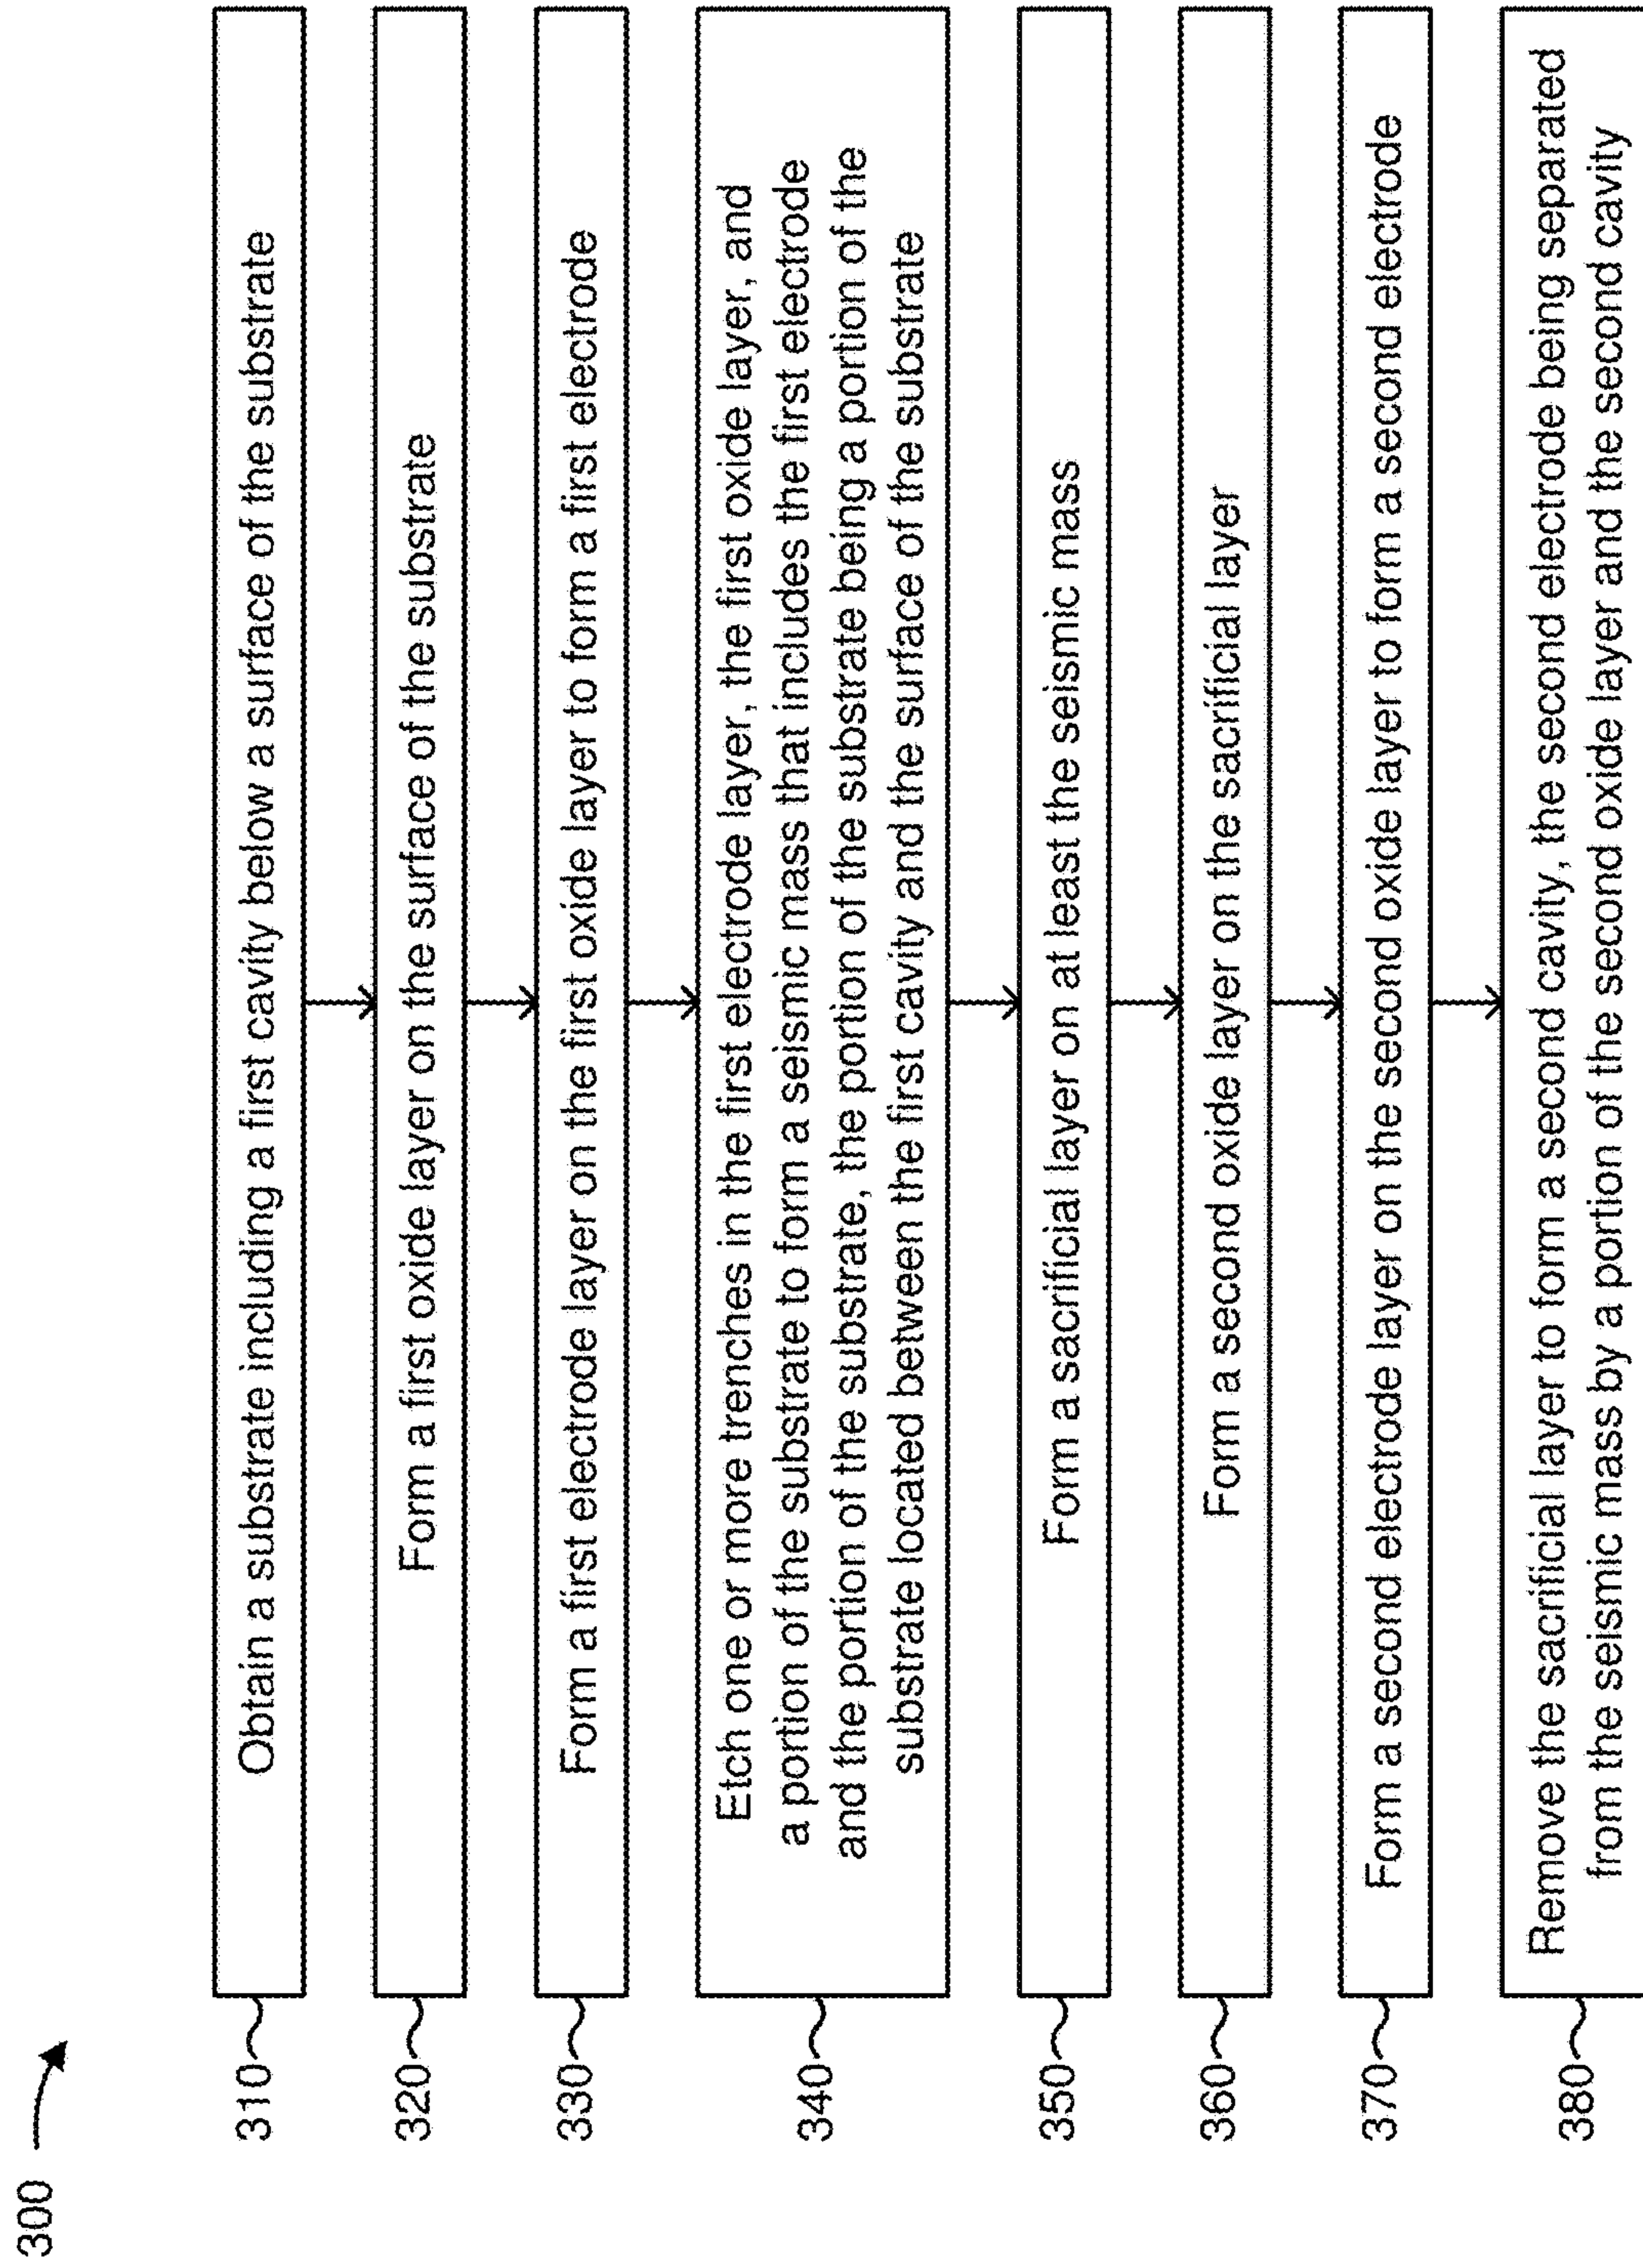 300
310
Obtain a substrate including a first cavity below a surface of the substrate
320
Form a first oxide layer on the surface of the substrate
330
Form a first electrode layer on the first oxide layer to form a first electrode
340
Etch one or more trenches in the first electrode layer, the first oxide layer, and
a portion of the substrate to form a seismic mass that includes the first electrode
and the portion of the substrate, the portion of the substrate being a portion of the
substrate located between the first cavity and the surface of the substrate
350
Form a sacrificial layer on at least the seismic mass
360
Form a second oxide layer on the sacrificial layer
370
Form a second electrode layer on the second oxide layer to form a second electrode
380
Remove the sacrificial layer to form a second cavity, the second electrode being separated
from the seismic mass by a portion of the second oxide layer and the second cavity